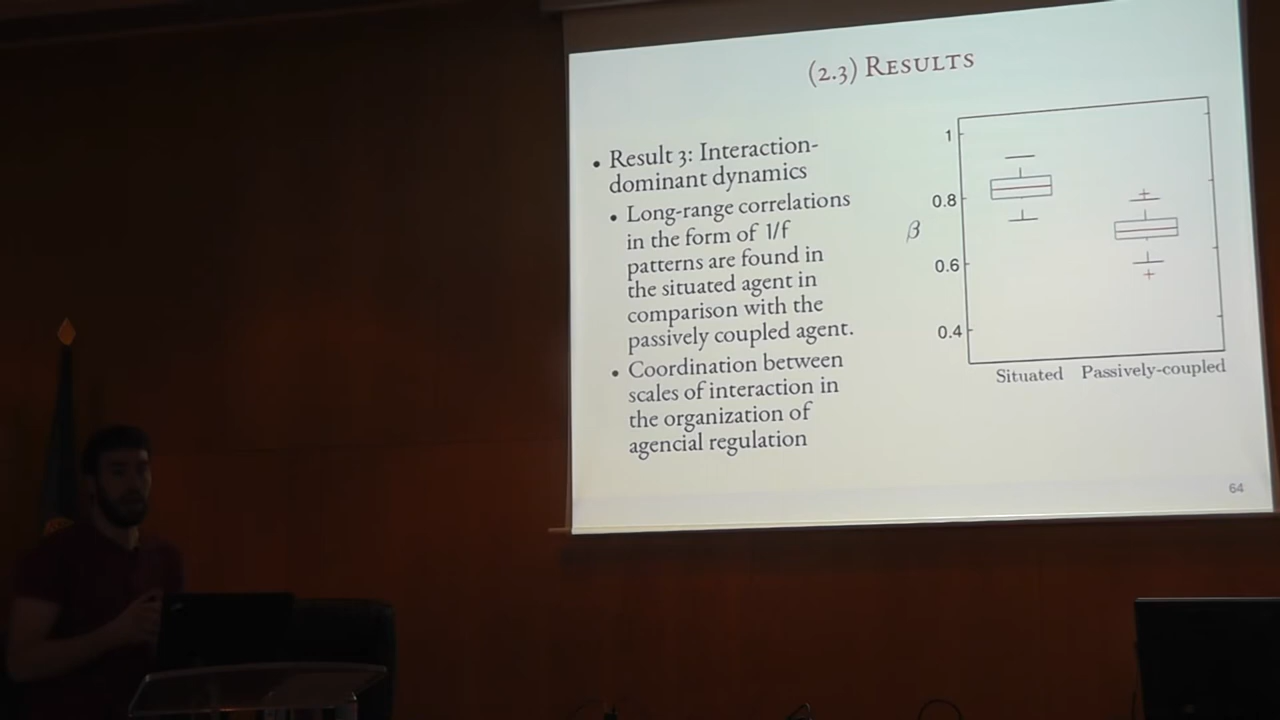 (2.3) RESULTS
• Result 3: Interaction-
dominant dynamics
• Long-range correlations
in the form of 1/f
patterns are found in
the situated agent in
comparison with the
passively coupled agent.
• Coordination between
scales of interaction in
the organization of
agencial regulation
1
0.8
β
0.6
0.4
Situated Passively-coupled
64